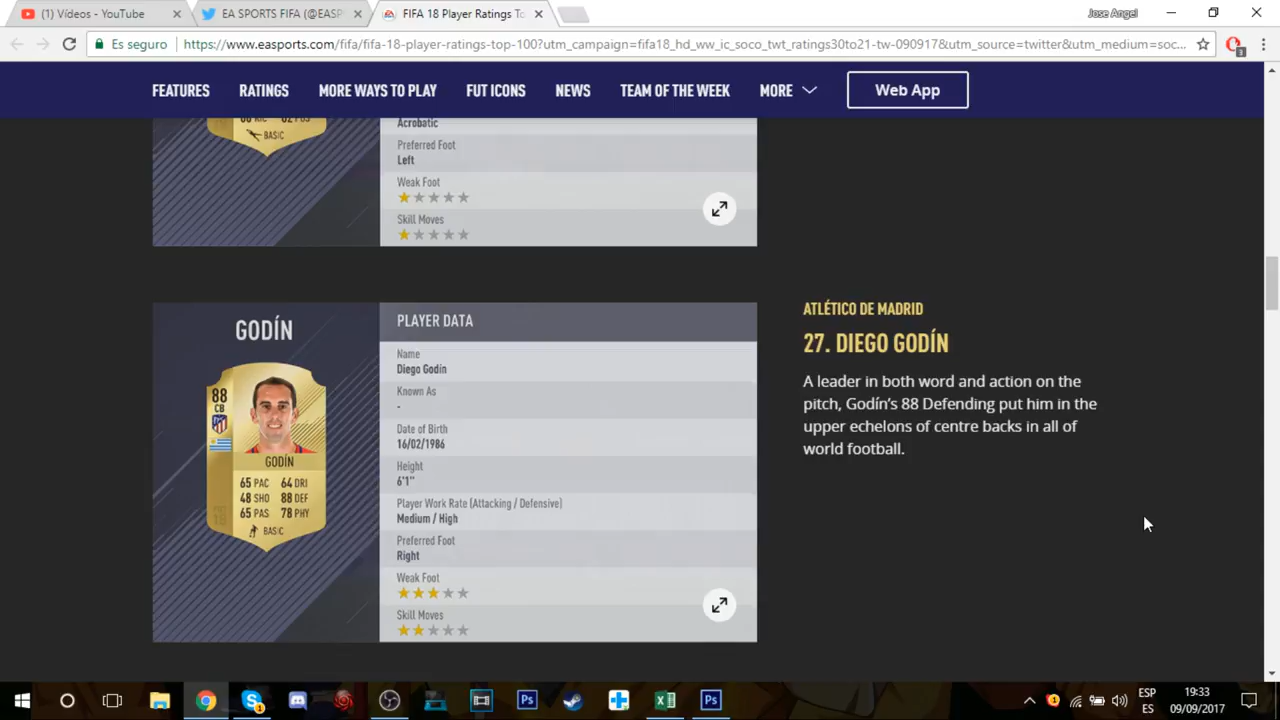 (1) Vídeos - YouTube
EA SPORTS FIFA (@EASP
FIFA 18 Player Ratings To
Jose Angel
Es seguro
https://www.easports.com/fifa/fifa-18-player-ratings-top-100?utm_campaign=fifa18_hd_ww_ic_soco_twt_ratings30to21-tw-090917&utm_source=twitter&utm_medium=soc...
3
FEATURES
RATINGS
MORE WAYS TO PLAY
FUT ICONS
NEWS
TEAM OF THE WEEK
MORE
Web App
BASIC
Acrobatic
Preferred Foot
Left
Weak Foot
Skill Moves
GODÍN
88
CB
GODÍN
65 PAC 64 DRI
48 SHO 88 DEF
65 PAS 78 PHY
BASIC
PLAYER DATA
Name
Diego Godín
Known As
-
Date of Birth
16/02/1986
Height
6'1"
Player Work Rate (Attacking / Defensive)
Medium / High
Preferred Foot
Right
Weak Foot
Skill Moves
ATLÉTICO DE MADRID
27. DIEGO GODÍN
A leader in both word and action on the
pitch, Godín’s 88 Defending put him in the
upper echelons of centre backs in all of
world football.
ESP
ES
19:33
09/09/2017